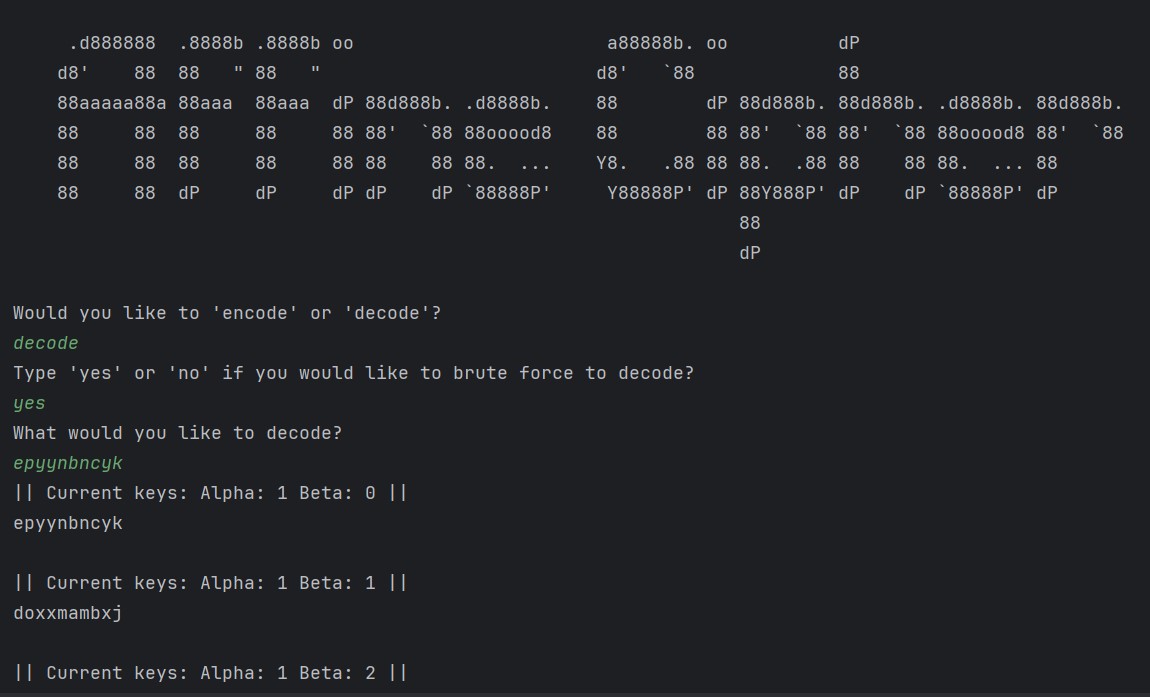 .d888888  .8888b .8888b oo                       a88888b. oo          dP
    d8'    88  88   " 88   "                         d8'   `88             88
    88aaaaa88a 88aaa  88aaa  dP 88d888b. .d8888b.    88        dP 88d888b. 88d888b. .d8888b. 88d888b.
    88     88  88     88     88 88'  `88 88ooood8    88        88 88'  `88 88'  `88 88ooood8 88'  `88
    88     88  88     88     88 88    88 88.  ...    Y8.   .88 88 88.  .88 88    88 88.  ... 88
    88     88  dP     dP     dP dP    dP `88888P'     Y88888P' dP 88Y888P' dP    dP `88888P' dP
                                                                  88
                                                                  dP
Would you like to 'encode' or 'decode'?
decode
Type 'yes' or 'no' if you would like to brute force to decode?
yes
What would you like to decode?
epyynbncyk
|| Current keys: Alpha: 1 Beta: 0 ||
epyynbncyk
|| Current keys: Alpha: 1 Beta: 1 ||
doxxmambxj
|| Current keys: Alpha: 1 Beta: 2 ||